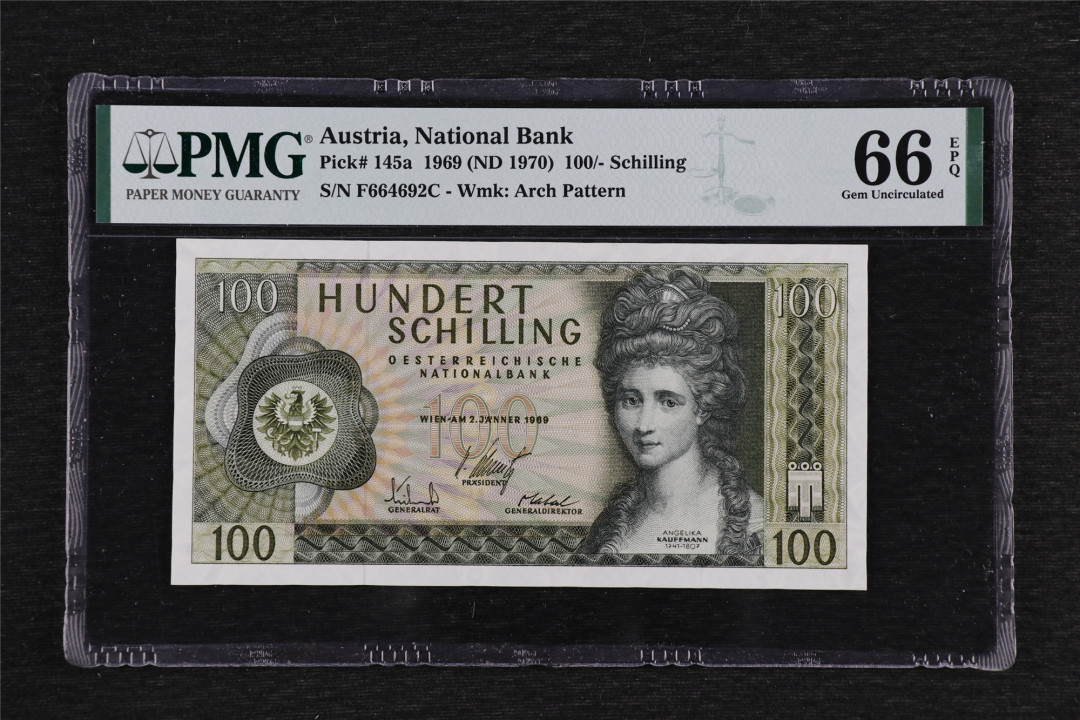 PMG®
PAPER MONEY GUARANTY
Austria, National Bank
Pick# 145a 1969 (ND 1970) 100/- Schilling
S/N F664692C - Wmk: Arch Pattern
66
EPQ
Gem Uncirculated
100
HUNDERT
SCHILLING
100
OESTERREICHISCHE
NATIONALBANK
100
WIEN·AM 2. JÄNNER 1969
PRÄSIDENT
GENERALRAT
GENERALDIREKTOR
ANGELIKA
KAUFFMANN
1741-1807
100
100